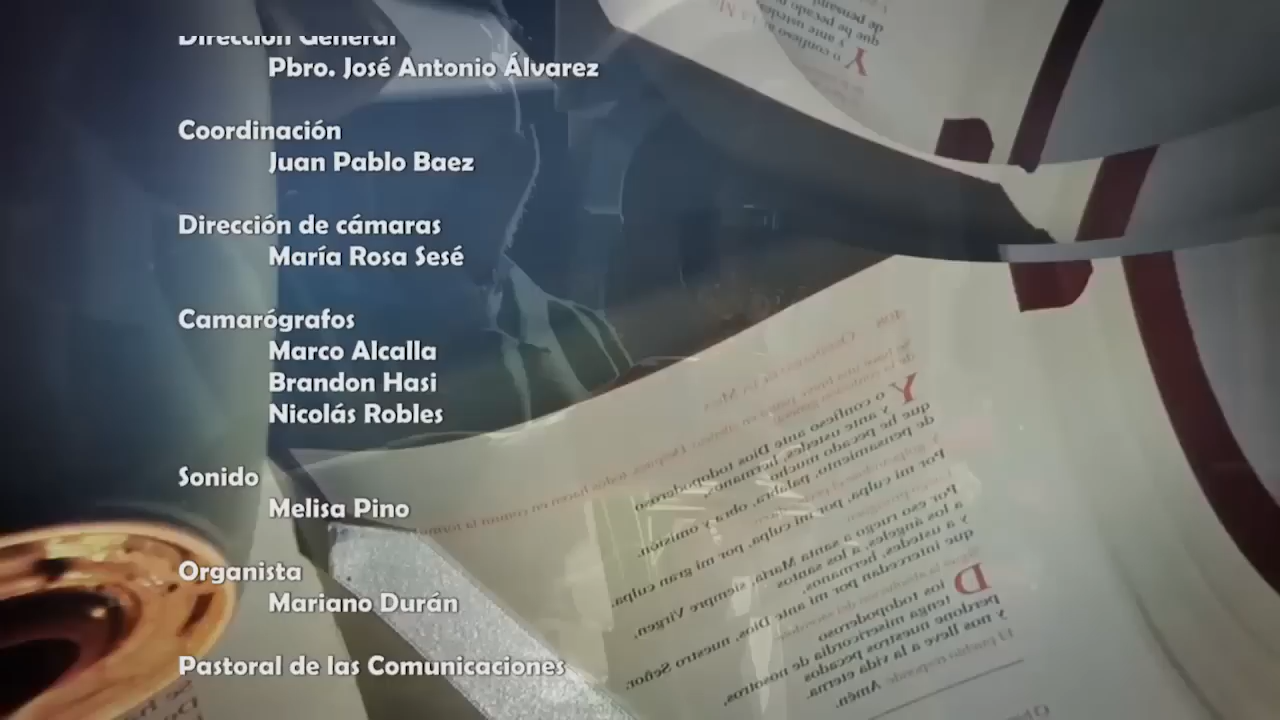 Dirección General
Pbro. José Antonio Álvarez
Coordinación
Juan Pablo Baez
Dirección de cámaras
María Rosa Sesé
Camarógrafos
Marco Alcalla
Brandon Hasi
Nicolás Robles
Sonido
Melisa Pino
Organista
Mariano Durán
Pastoral de las Comunicaciones
Yo confieso ante Dios todopoderoso
y ante ustedes, hermanos,
que he pecado mucho
de pensamiento, palabra, obra y omisión.
Por mi culpa, por mi culpa, por mi gran culpa.
Por eso ruego a santa María, siempre Virgen,
a los ángeles, a los santos
y a ustedes, hermanos,
que intercedan por mí ante Dios, nuestro Señor.
Dios todopoderoso
tenga misericordia de nosotros,
perdone nuestros pecados
y nos lleve a la vida eterna.
Amén.